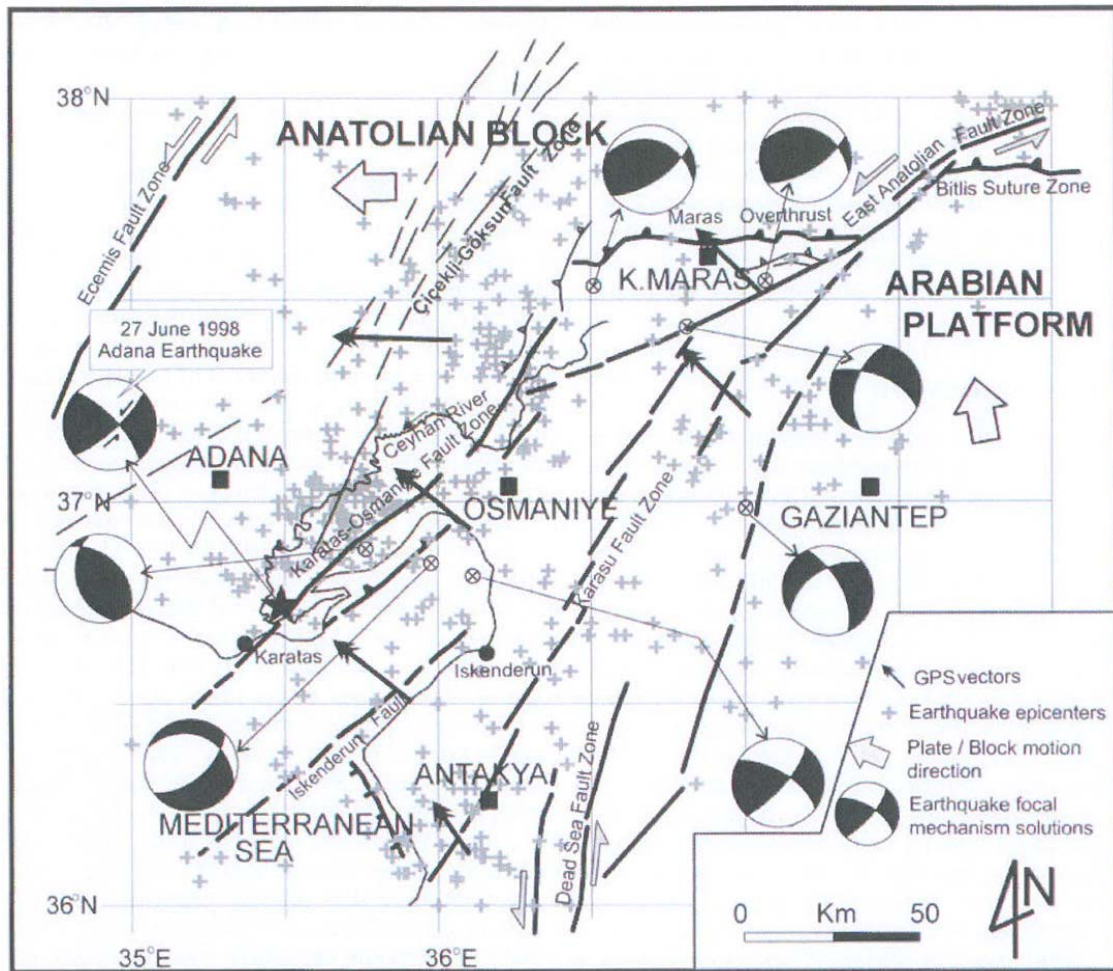 38°N
ANATOLIAN BLOCK
Ecemis Fault Zone
Çiçekli-Göksun Fault Zone
East Anatolian Fault Zone
Bitlis Suture Zone
Maras Overthrust
K.MARAS
ARABIAN
PLATFORM
27 June 1998
Adana Earthquake
Ceyhan River
ADANA
37°N
Karatas-Osmaniye Fault Zone
OSMANIYE
GAZIANTEP
Karasu Fault Zone
Karatas
Iskenderun
Iskenderun Fault
ANTAKYA
MEDITERRANEAN
SEA
Dead Sea Fault Zone
36°N
35°E
36°E
GPS vectors
Earthquake epicenters
Plate / Block motion
direction
Earthquake focal
mechanism solutions
N
0 Km 50